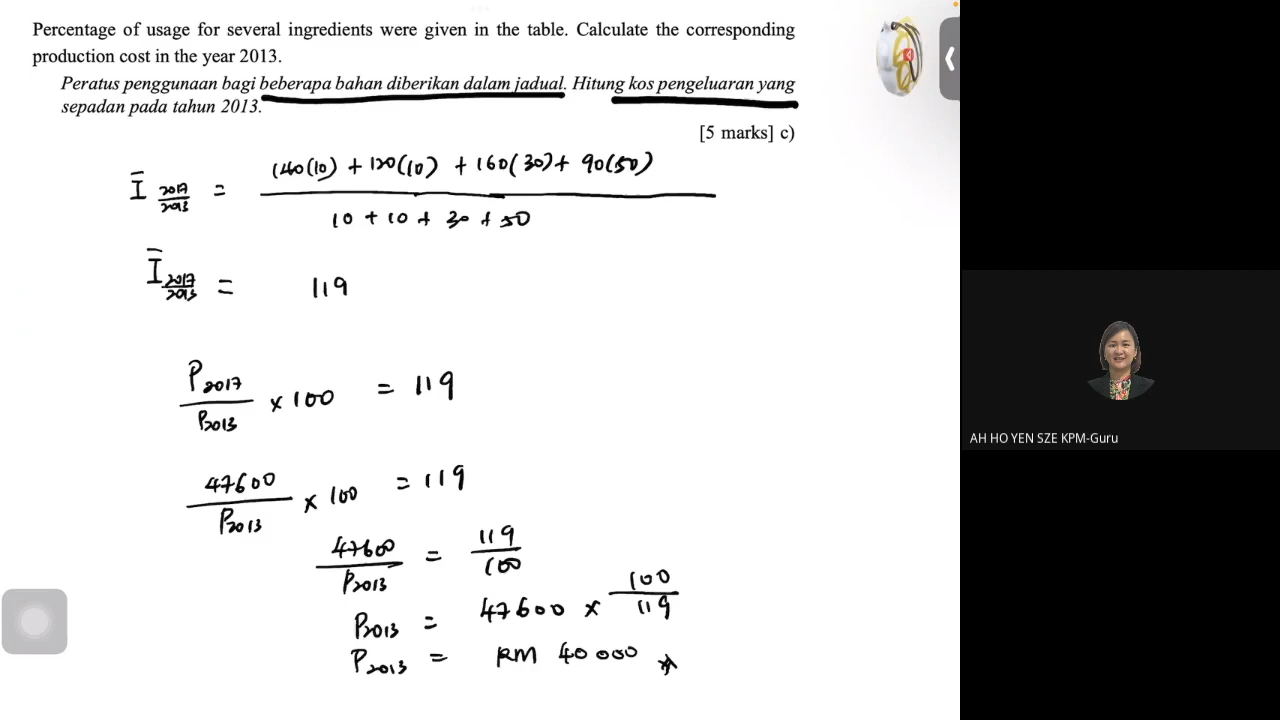 Percentage of usage for several ingredients were given in the table. Calculate the corresponding
production cost in the year 2013.
Peratus penggunaan bagi beberapa bahan diberikan dalam jadual. Hitung kos pengeluaran yang
sepadan pada tahun 2013.
[5 marks] c)
Ī 2017/2013 = (140(10) + 120(10) + 160(30) + 90(50)) / (10 + 10 + 30 + 50)
Ī 2017/2013 = 119
P2017/P2013 × 100 = 119
47600/P2013 × 100 = 119
47600/P2013 = 119/100
P2013 = 47600 × 100/119
P2013 = RM 40 000
AH HO YEN SZE KPM-Guru